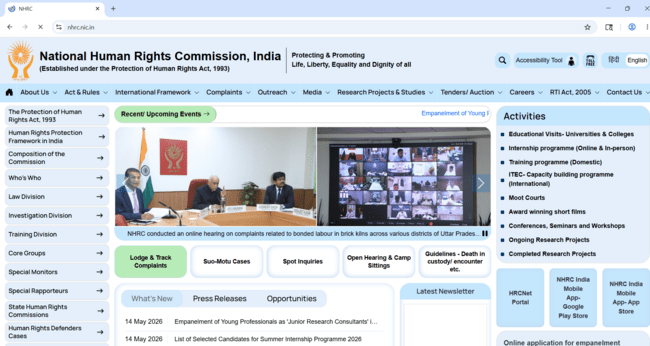 NHRC
nhrc.nic.in
National Human Rights Commission, India
(Established under the Protection of Human Rights Act, 1993)
Protecting & Promoting
Life, Liberty, Equality and Dignity of all
Accessibility Tool
हिंदी
English
About Us
Act & Rules
International Framework
Complaints
Outreach
Media
Research Projects & Studies
Tenders/ Auction
Careers
RTI Act, 2005
Contact Us
The Protection of Human
Rights Act, 1993
Human Rights Protection
Framework in India
Composition of the
Commission
Who's Who
Law Division
Investigation Division
Training Division
Core Groups
Special Monitors
Special Rapporteurs
State Human Rights
Commissions
Human Rights Defenders
Cases
Recent/ Upcoming Events
Empanelment of Young
NHRC conducted an online hearing on complaints related to bonded labour in brick kilns across various districts of Uttar Prades...
Lodge & Track
Complaints
Suo-Motu Cases
Spot Inquiries
Open Hearing & Camp
Sittings
Guidelines - Death in
custody/ encounter
etc.
What's New
Press Releases
Opportunities
14 May 2026
Empanelment of Young Professionals as 'Junior Research Consultants' i...
14 May 2026
List of Selected Candidates for Summer Internship Programme 2026
Latest Newsletter
Activities
Educational Visits- Universities & Colleges
Internship programme (Online & In-person)
Training programme (Domestic)
ITEC- Capacity building programme
(International)
Moot Courts
Award winning short films
Conferences, Seminars and Workshops
Ongoing Research Projects
Completed Research Projects
HRCNet
Portal
NHRC India
Mobile
App-
Google
Play Store
NHRC India
Mobile
App- App
Store
Online application for empanelment